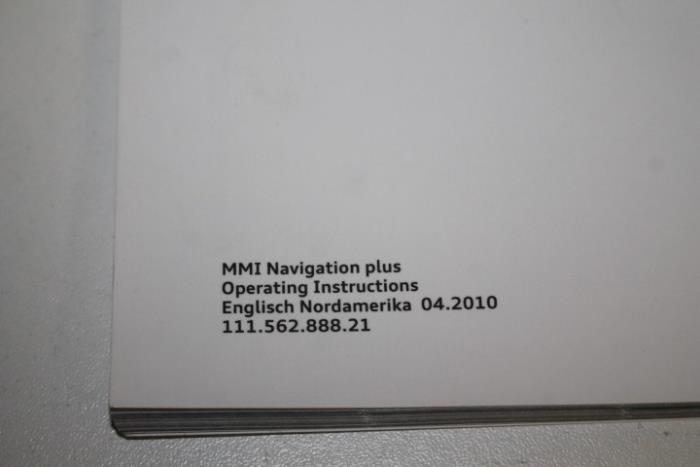 MMI Navigation plus
Operating Instructions
Englisch Nordamerika 04.2010
111.562.888.21